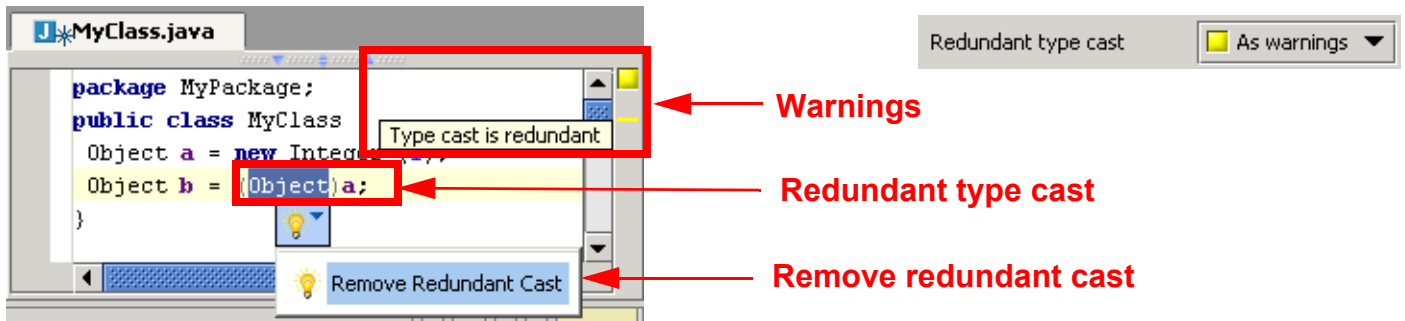 MyClass.java
Redundant type cast
As warnings
package MyPackage;
public class MyClass
Type cast is redundant
Warnings
Object a = new Integer
Object b = (Object)a;
Redundant type cast
}
Remove Redundant Cast
Remove redundant cast